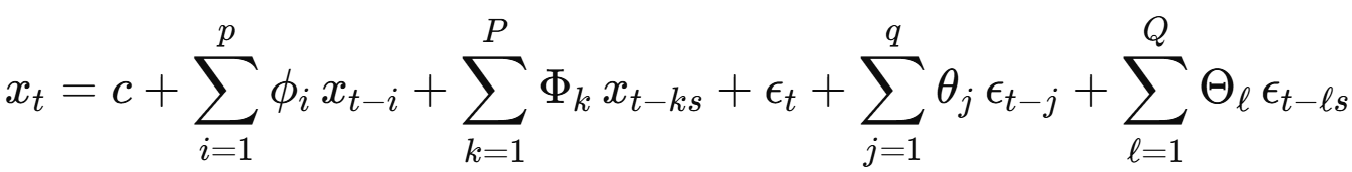 x_t = c + \sum_{i=1}^{p} \phi_i x_{t-i} + \sum_{k=1}^{P} \Phi_k x_{t-ks} + \epsilon_t + \sum_{j=1}^{q} \theta_j \epsilon_{t-j} + \sum_{\ell=1}^{Q} \Theta_\ell \epsilon_{t-\ell s}